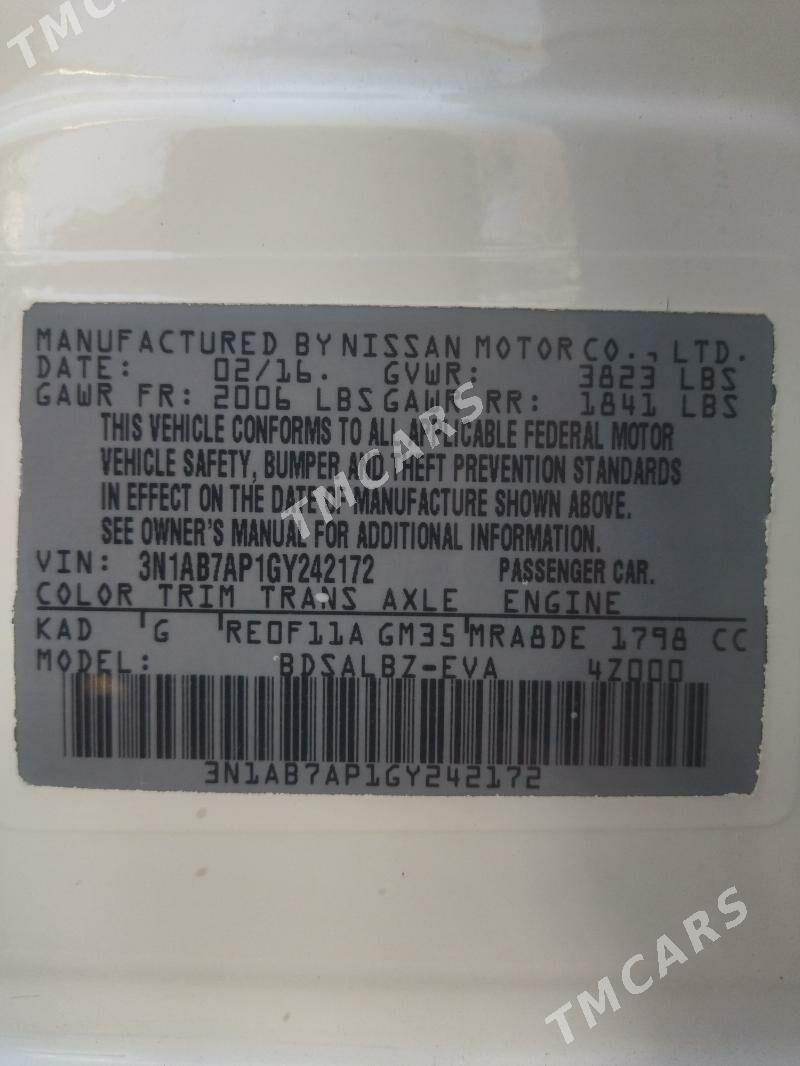 TMCARS
MANUFACTURED BY NISSAN MOTOR CO., LTD.
DATE: 02/16. GVWR: 3823 LBS
GAWR FR: 2006 LBS GAWR RR: 1841 LBS
THIS VEHICLE CONFORMS TO ALL APPLICABLE FEDERAL MOTOR
VEHICLE SAFETY, BUMPER AND THEFT PREVENTION STANDARDS
IN EFFECT ON THE DATE OF MANUFACTURE SHOWN ABOVE.
SEE OWNER'S MANUAL FOR ADDITIONAL INFORMATION.
TMCARS
VIN: 3N1AB7AP1GY242172 PASSENGER CAR.
COLOR TRIM TRANS AXLE ENGINE
KAD G RE0F11A GM35 MRA8DE 1798 CC
MODEL: BDSALBZ-EVA 4Z000
3N1AB7AP1GY242172
TMCARS